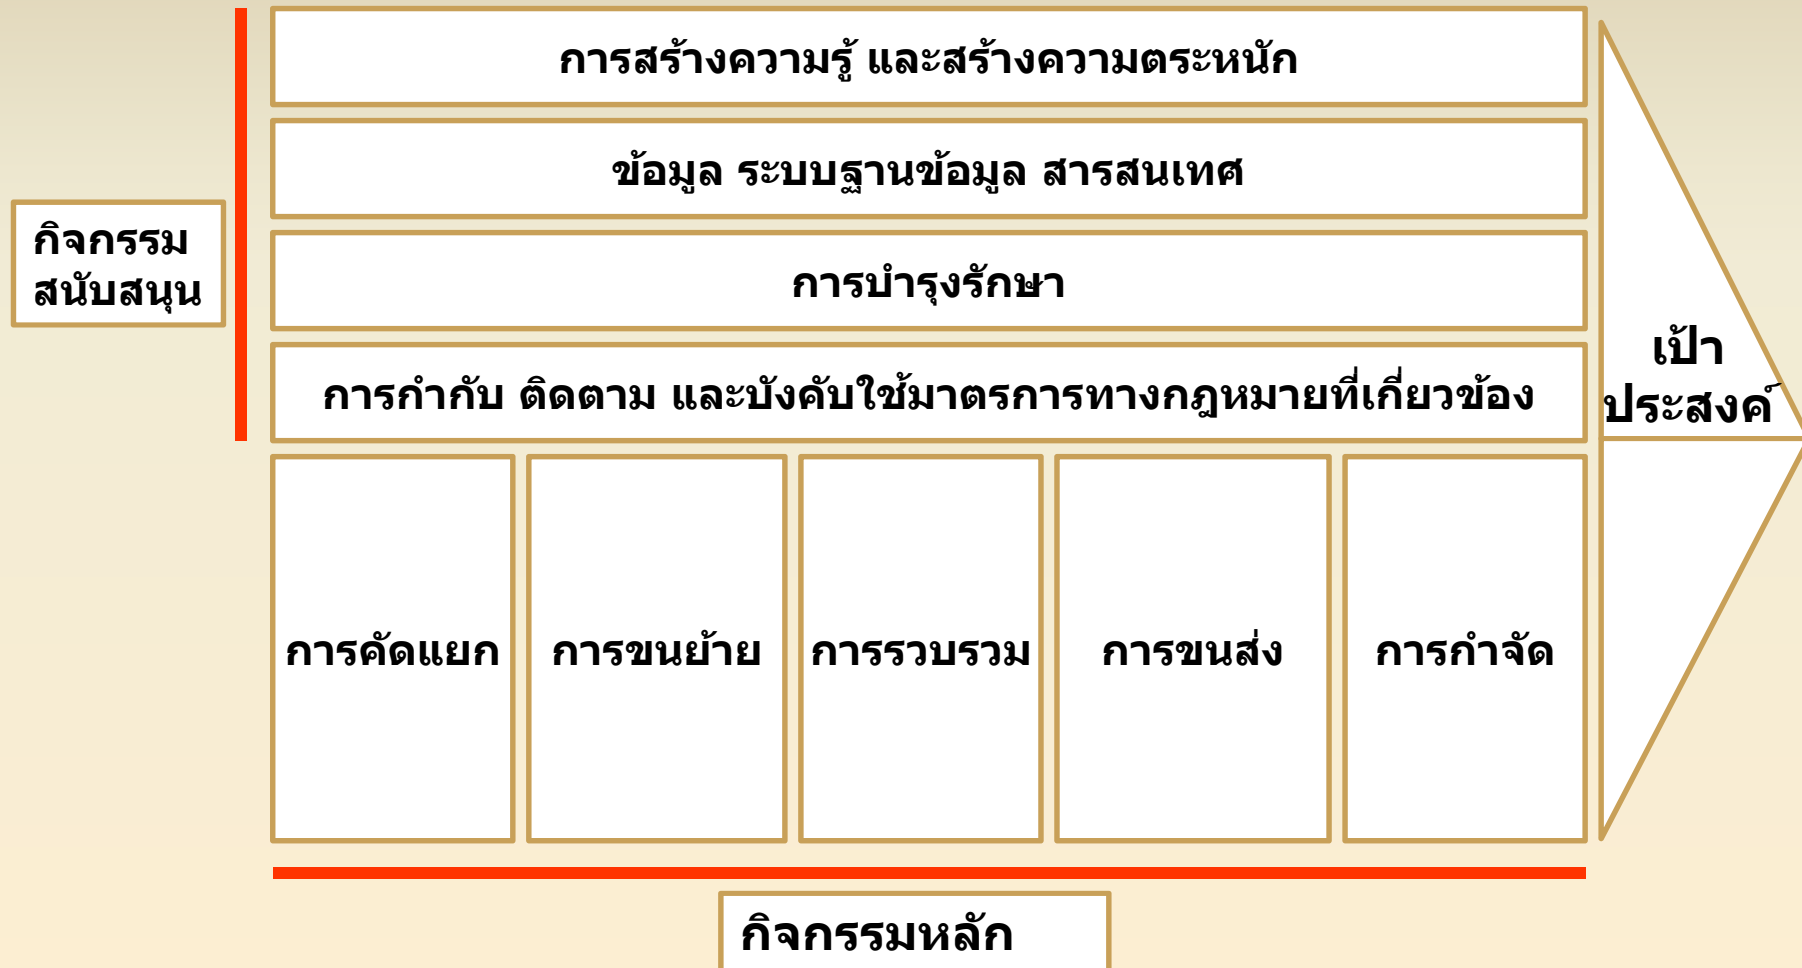 การสร้างความรู้ และสร้างความตระหนัก
ข้อมูล ระบบฐานข้อมูล สารสนเทศ
กิจกรรม
สนับสนุน
การบำรุงรักษา
การกำกับ ติดตาม และบังคับใช้มาตรการทางกฎหมายที่เกี่ยวข้อง
เป้า
ประสงค์
การคัดแยก
การขนย้าย
การรวบรวม
การขนส่ง
การกำจัด
กิจกรรมหลัก